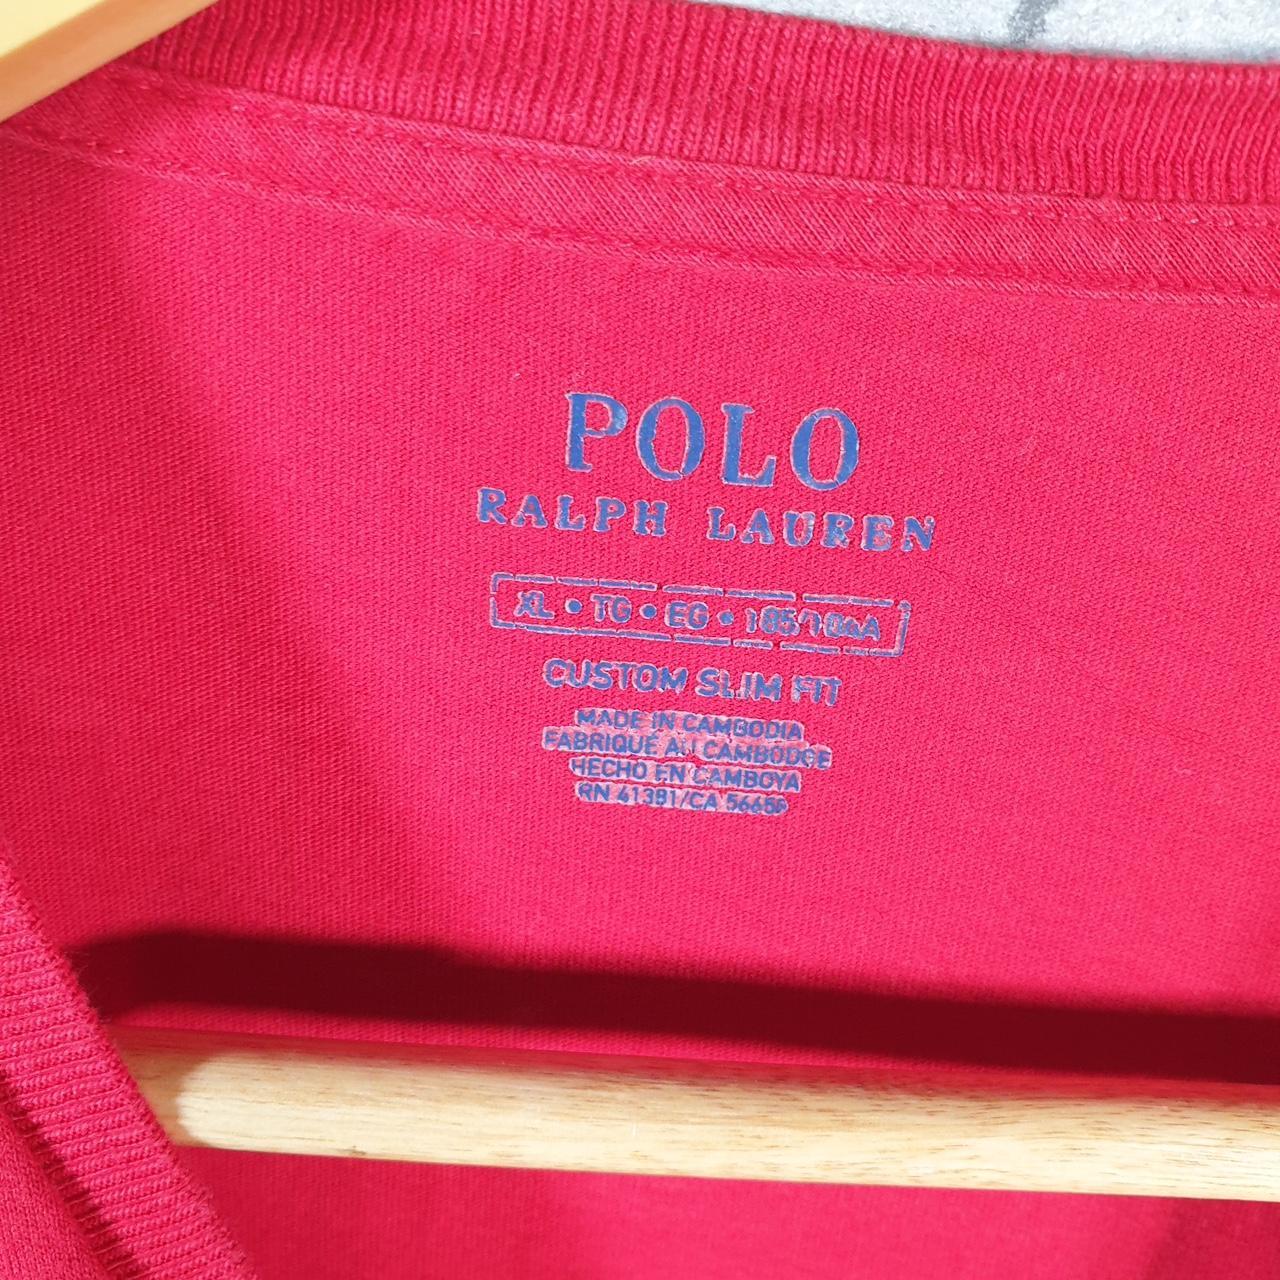 POLO
RALPH LAUREN
XL • TG • EG • 185/104A
CUSTOM SLIM FIT
MADE IN CAMBODIA
FABRIQUÉ AU CAMBODGE
HECHO EN CAMBOYA
RN 41381/CA 56650